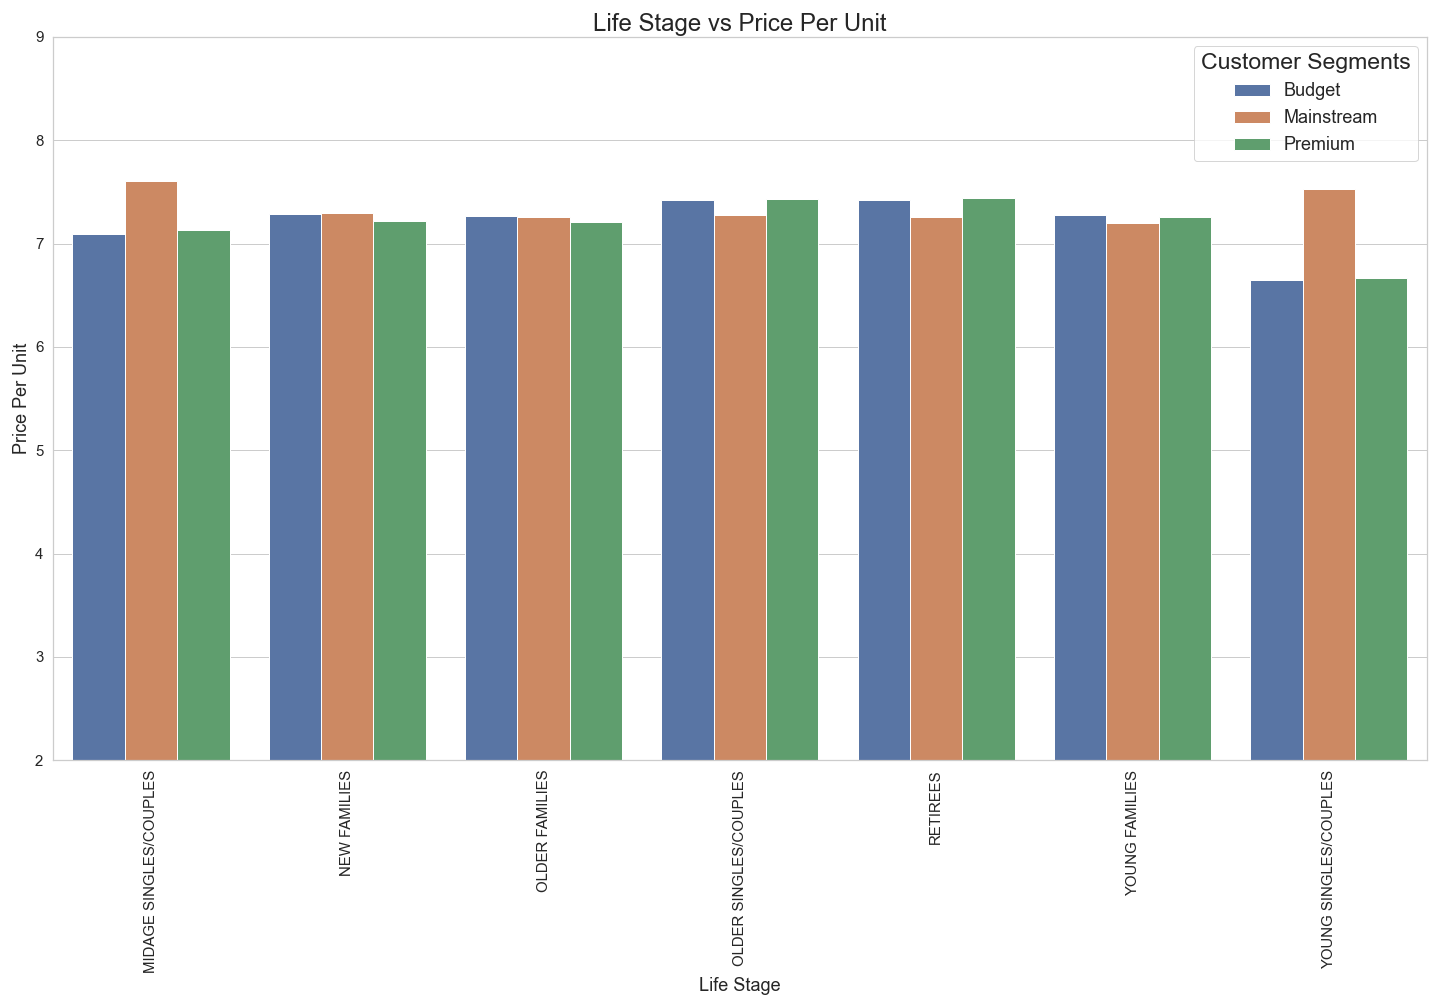 Life Stage vs Price Per Unit
Customer Segments
Budget
Mainstream
Premium
Price Per Unit
9
8
7
6
5
4
3
2
MIDAGE SINGLES/COUPLES
NEW FAMILIES
OLDER FAMILIES
OLDER SINGLES/COUPLES
RETIREES
YOUNG FAMILIES
YOUNG SINGLES/COUPLES
Life Stage